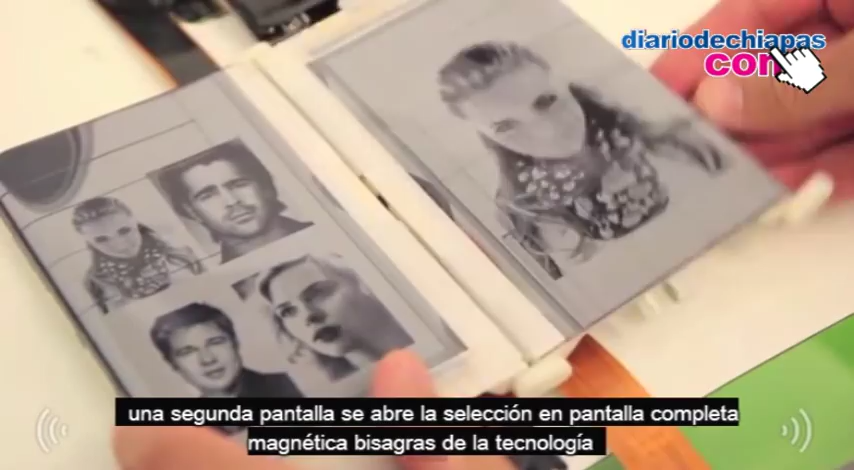 diariodechiapas
com
una segunda pantalla se abre la selección en pantalla completa
magnética bisagras de la tecnología